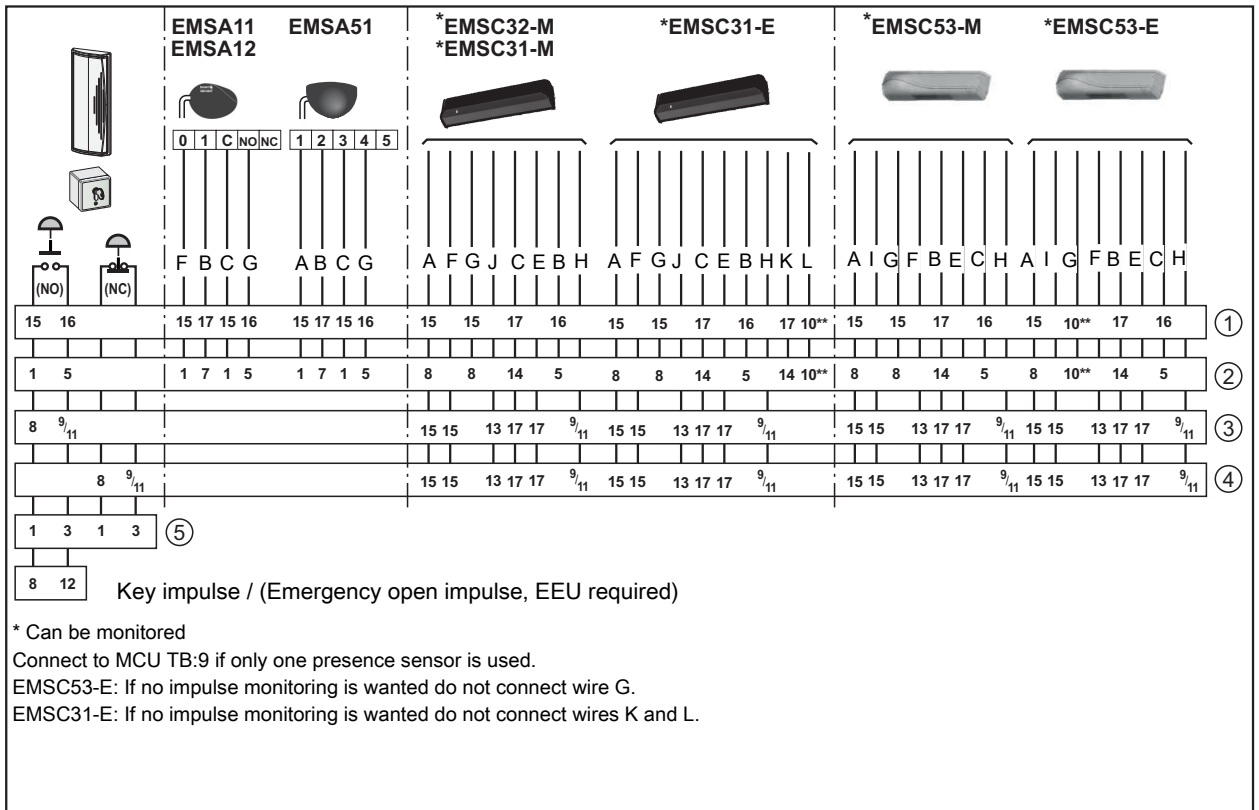 EMSA11 EMSA51 *EMSC32-M *EMSC31-E *EMSC53-M *EMSC53-E
EMSA12 *EMSC31-M
0 1 C NO NC 1 2 3 4 5
F B C G A B C G A F G J C E B H A F G J C E B H K L A I G F B E C H A I G F B E C H
(NO) (NC)
15 16 15 17 15 16 15 17 15 16 15 15 17 16 15 15 17 16 17 10** 15 15 17 16 15 10** 17 16 ①
1 5 1 7 1 5 1 7 1 5 8 8 14 5 8 8 14 5 14 10** 8 8 14 5 8 10** 14 5 ②
8 9/11 15 15 13 17 17 9/11 15 15 13 17 17 9/11 15 15 13 17 17 9/11 15 15 13 17 17 9/11 ③
8 9/11 15 15 13 17 17 9/11 15 15 13 17 17 9/11 15 15 13 17 17 9/11 15 15 13 17 17 9/11 ④
1 3 1 3 ⑤
8 12 Key impulse / (Emergency open impulse, EEU required)
* Can be monitored
Connect to MCU TB:9 if only one presence sensor is used.
EMSC53-E: If no impulse monitoring is wanted do not connect wire G.
EMSC31-E: If no impulse monitoring is wanted do not connect wires K and L.